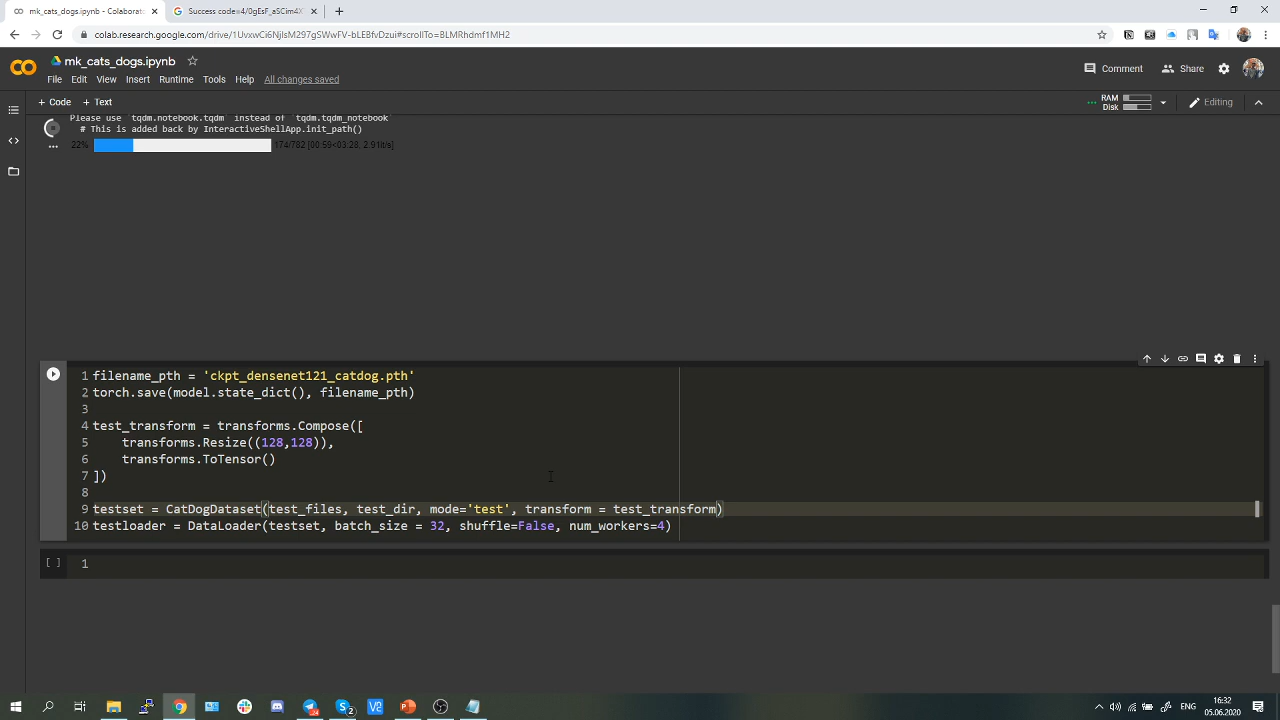 mk_cats_dogs.ipynb - Colaborato
Success code=4/0gEsF_aSCim4X
colab.research.google.com/drive/1UvxwCi6NjlsM297gSWwFV-bLEBfvDzui#scrollTo=BLMRhdmf1MH2
mk_cats_dogs.ipynb
Comment
Share
File Edit View Insert Runtime Tools Help All changes saved
+ Code + Text
RAM
Disk
Editing
Please use `tqdm.notebook.tqdm` instead of `tqdm.tqdm_notebook`
# This is added back by InteractiveShellApp.init_path()
22% 174/782 [00:59<03:28, 2.91it/s]
1 filename_pth = 'ckpt_densenet121_catdog.pth'
2 torch.save(model.state_dict(), filename_pth)
3
4 test_transform = transforms.Compose([
5 transforms.Resize((128,128)),
6 transforms.ToTensor()
7 ])
8
9 testset = CatDogDataset(test_files, test_dir, mode='test', transform = test_transform)
10 testloader = DataLoader(testset, batch_size = 32, shuffle=False, num_workers=4)
[ ] 1
24
2
ENG
16:32
05.06.2020